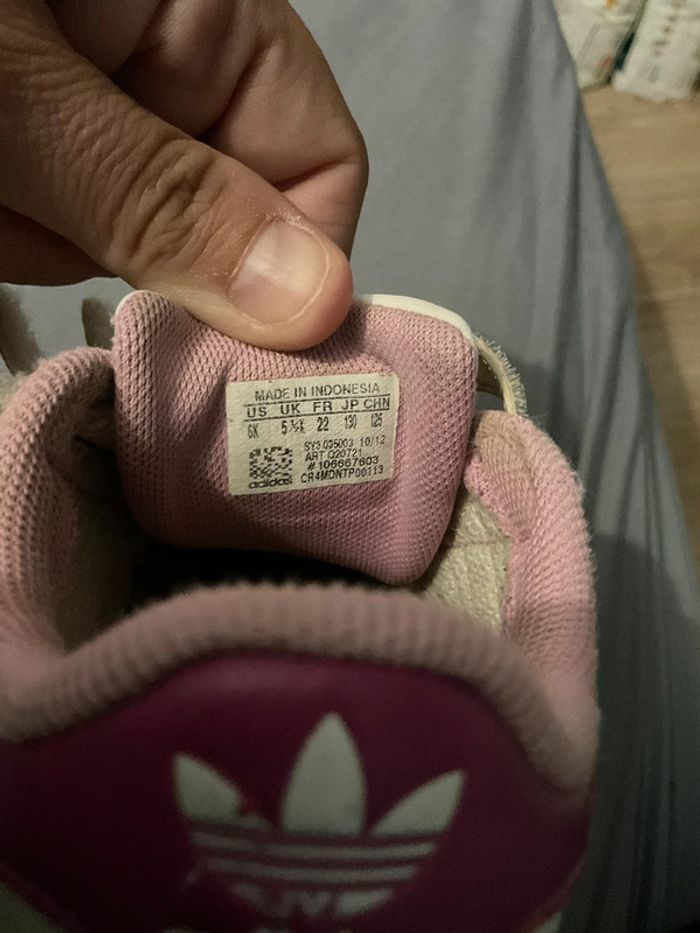 MADE IN INDONESIA
US UK FR JP CHN
6K 5½K 22 130 125
SY3 035003 10/12
ART Q20721
# 106667603
CR4MDNTP00113
adidas